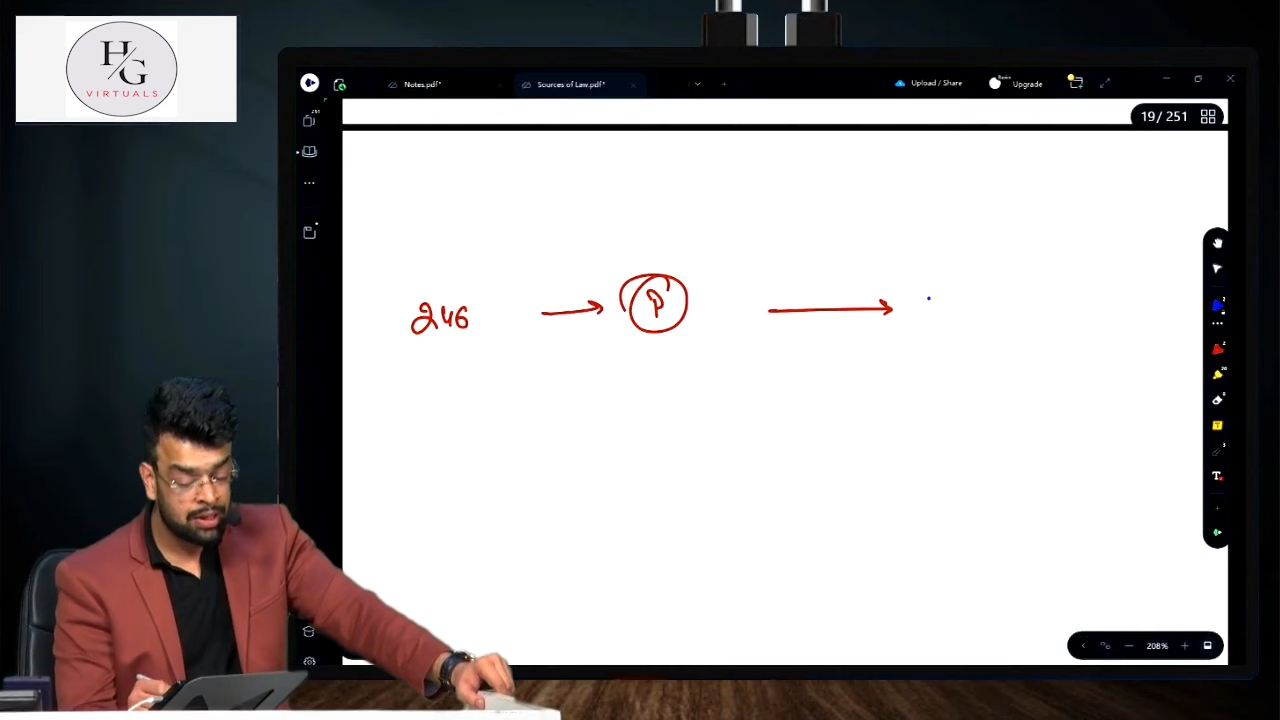 H/G
VIRTUALS
Notes.pdf*
Sources of Law.pdf*
Upload / Share
Upgrade
19/ 251
246 → P →
208%